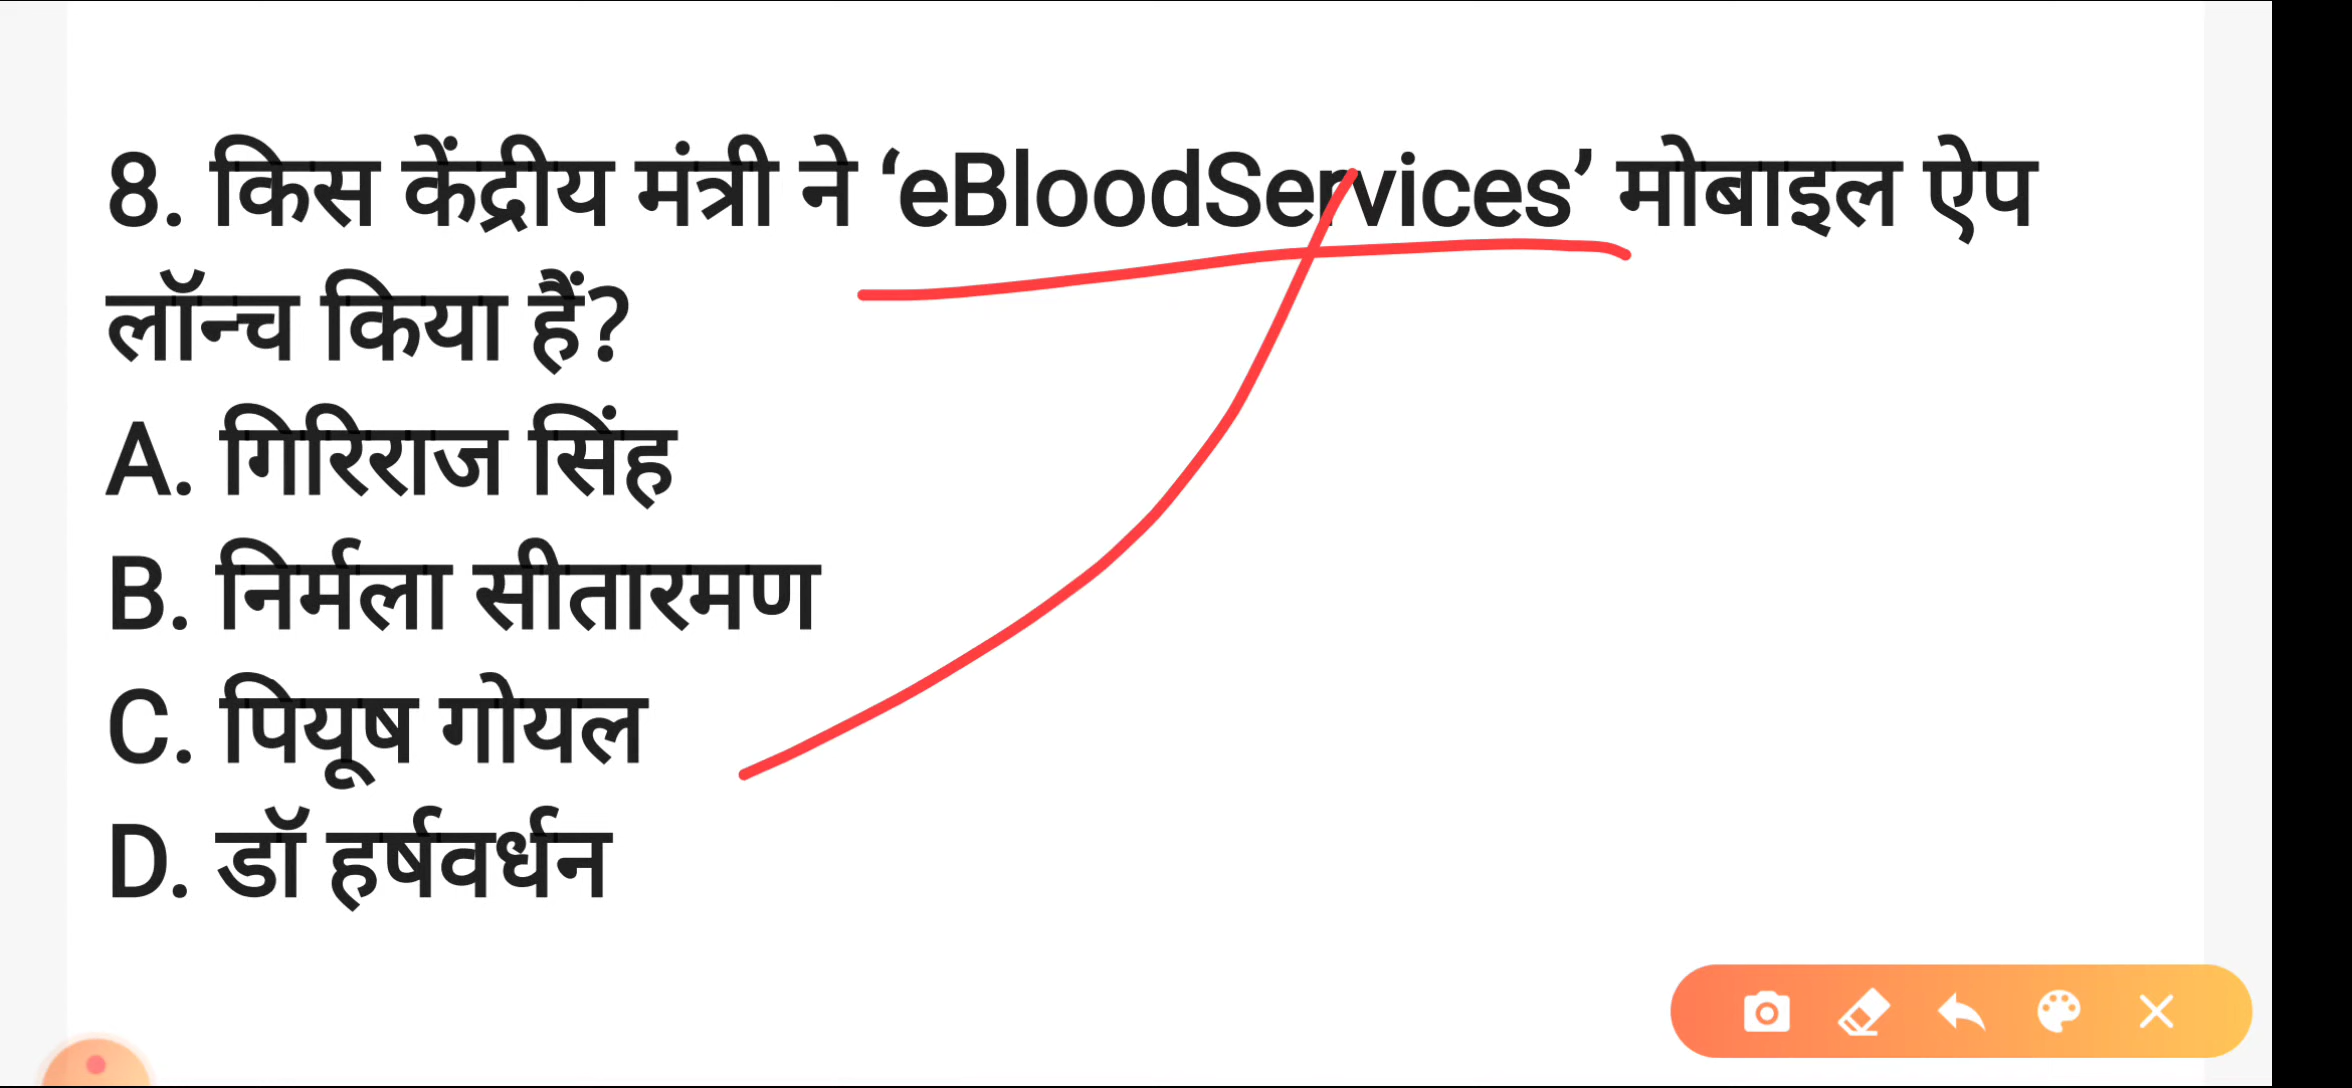 8. किस केंद्रीय मंत्री ने ‘eBloodServices’ मोबाइल ऐप
लॉन्च किया हैं?
A. गिरिराज सिंह
B. निर्मला सीतारमण
C. पियूष गोयल
D. डॉ हर्षवर्धन